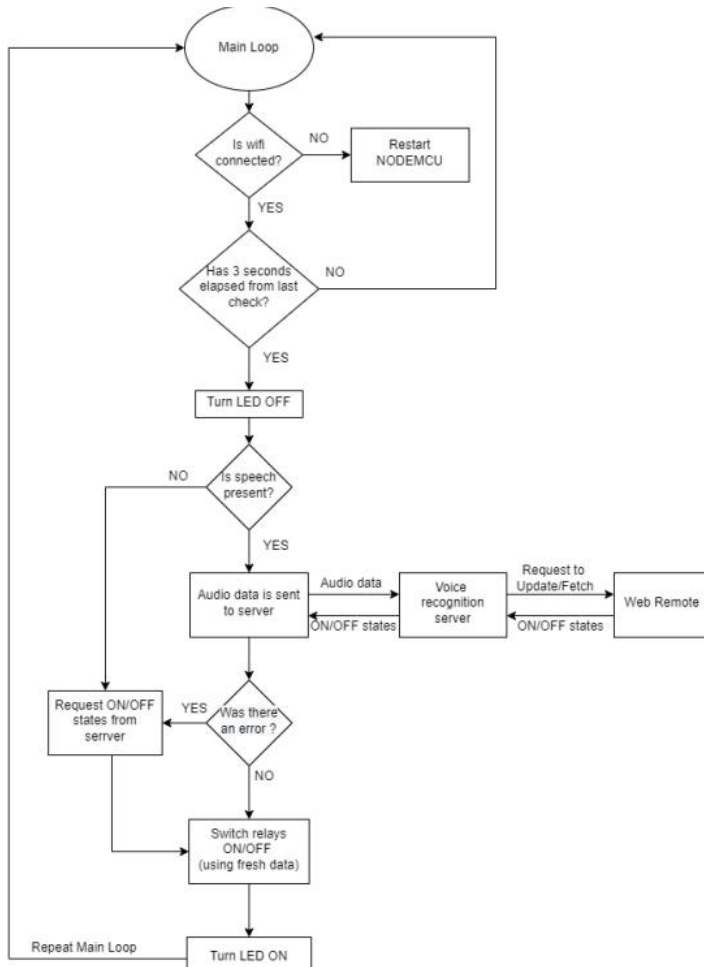 Main Loop
Is wifi
connected?
NO
Restart
NODEMCU
YES
Has 3 seconds
elapsed from last
check?
NO
YES
Turn LED OFF
Is speech
present?
NO
YES
Audio data is sent
to server
Audio data
ON/OFF states
Voice
recognition
server
Request to
Update/Fetch
ON/OFF states
Web Remote
Was there
an error ?
YES
Request ON/OFF
states from
serrver
NO
Switch relays
ON/OFF
(using fresh data)
Repeat Main Loop
Turn LED ON